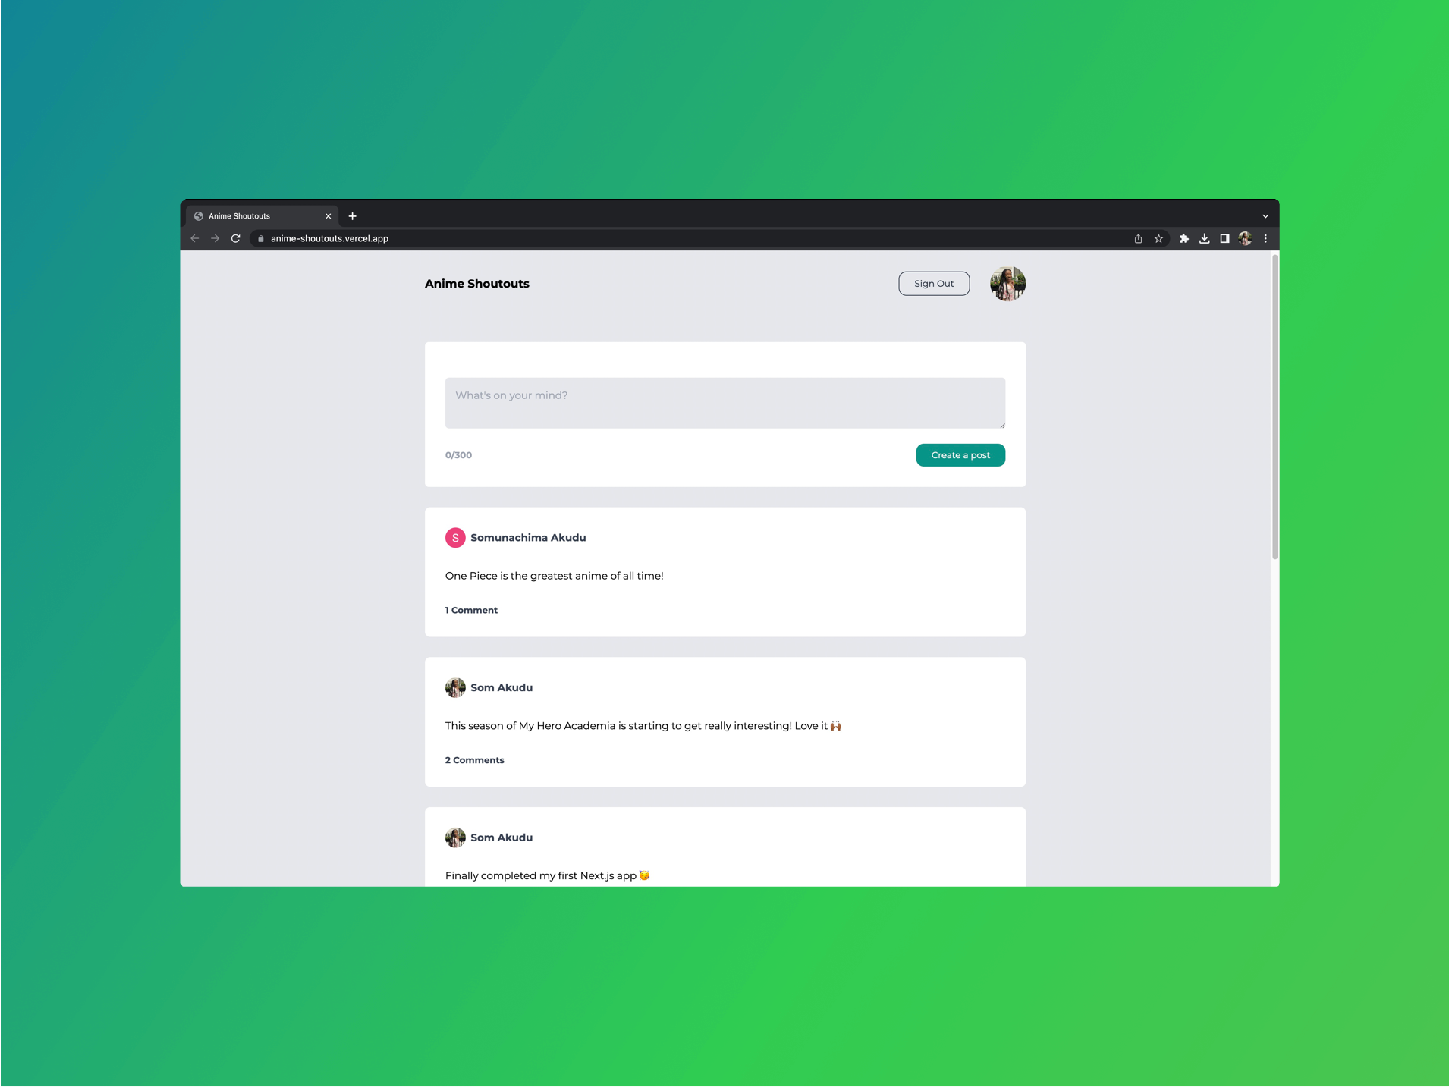 Anime Shoutouts
anime-shoutouts.vercel.app
Anime Shoutouts
Sign Out
What's on your mind?
0/300
Create a post
S Somunachima Akudu
One Piece is the greatest anime of all time!
1 Comment
Som Akudu
This season of My Hero Academia is starting to get really interesting! Love it 🙌🏾
2 Comments
Som Akudu
Finally completed my first Next.js app 😼